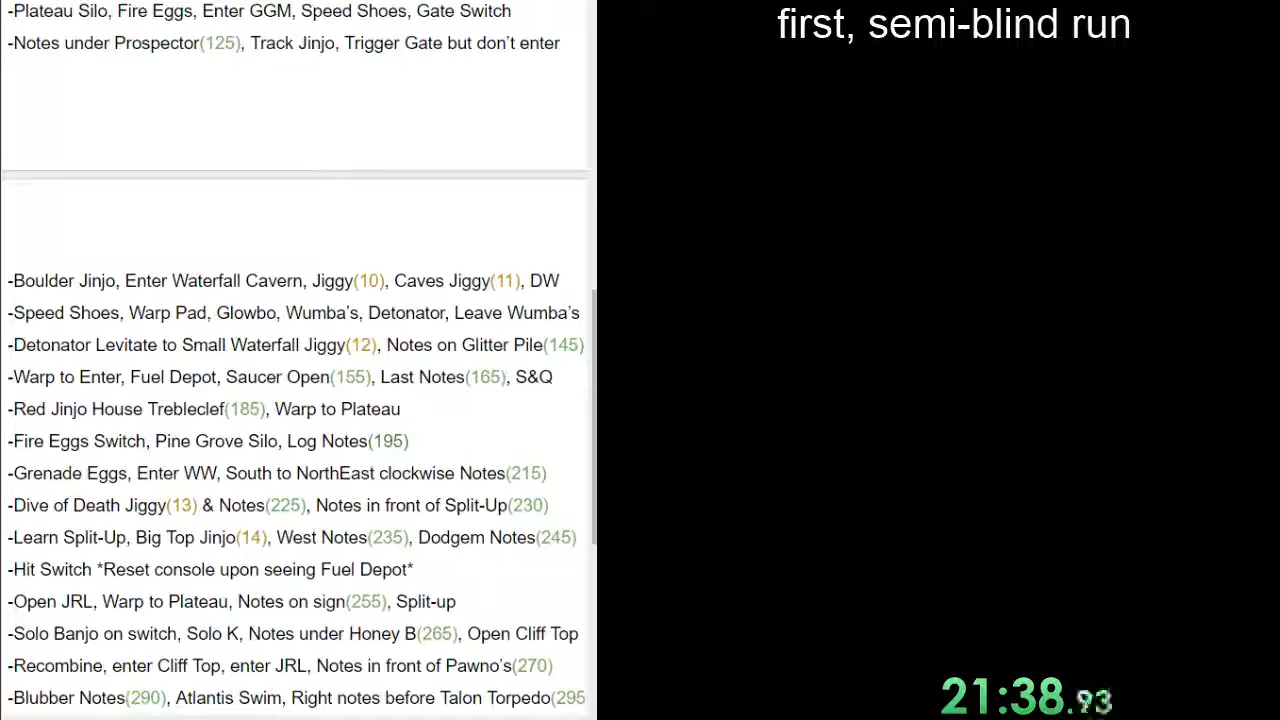 -Plateau Silo, Fire Eggs, Enter GGM, Speed Shoes, Gate Switch
-Notes under Prospector(125), Track Jinjo, Trigger Gate but don't enter
-Boulder Jinjo, Enter Waterfall Cavern, Jiggy(10), Caves Jiggy(11), DW
-Speed Shoes, Warp Pad, Glowbo, Wumba's, Detonator, Leave Wumba's
-Detonator Levitate to Small Waterfall Jiggy(12), Notes on Glitter Pile(145)
-Warp to Enter, Fuel Depot, Saucer Open(155), Last Notes(165), S&Q
-Red Jinjo House Trebleclef(185), Warp to Plateau
-Fire Eggs Switch, Pine Grove Silo, Log Notes(195)
-Grenade Eggs, Enter WW, South to NorthEast clockwise Notes(215)
-Dive of Death Jiggy(13) & Notes(225), Notes in front of Split-Up(230)
-Learn Split-Up, Big Top Jinjo(14), West Notes(235), Dodgem Notes(245)
-Hit Switch *Reset console upon seeing Fuel Depot*
-Open JRL, Warp to Plateau, Notes on sign(255), Split-up
-Solo Banjo on switch, Solo K, Notes under Honey B(265), Open Cliff Top
-Recombine, enter Cliff Top, enter JRL, Notes in front of Pawno's(270)
-Blubber Notes(290), Atlantis Swim, Right notes before Talon Torpedo(295
first, semi-blind run
21:38